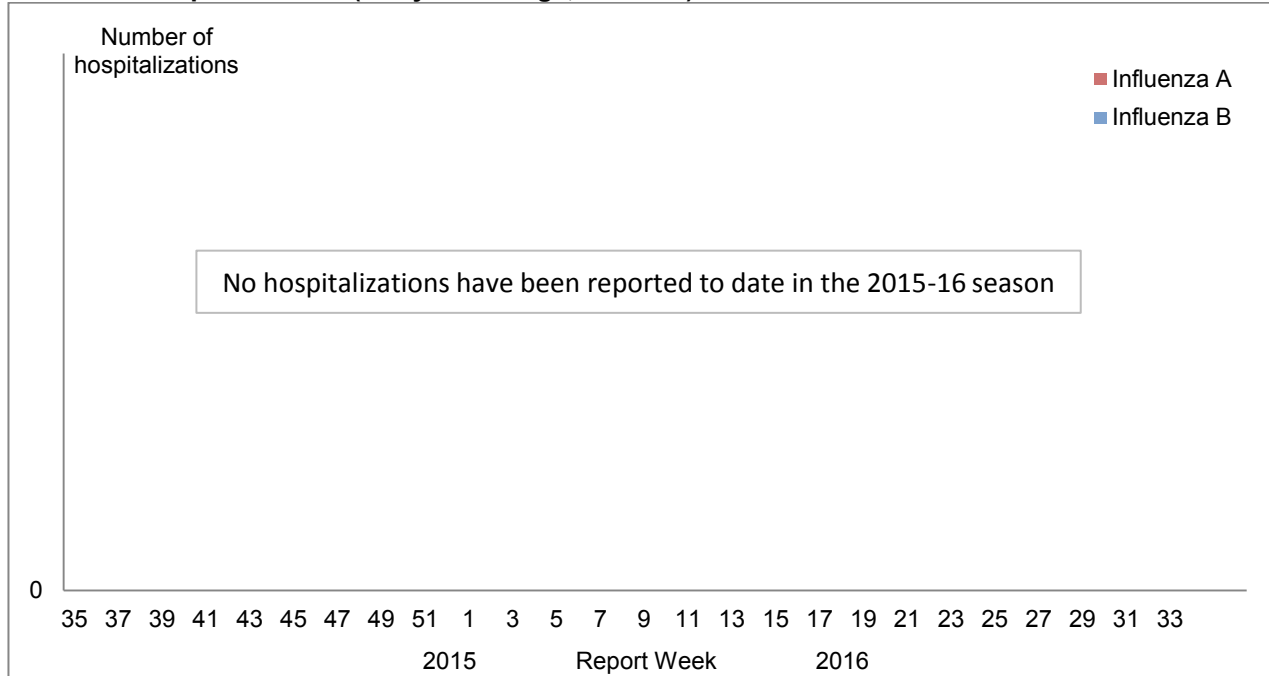 Number of
hospitalizations
Influenza A
Influenza B
No hospitalizations have been reported to date in the 2015-16 season
0
35 37 39 41 43 45 47 49 51 1 3 5 7 9 11 13 15 17 19 21 23 25 27 29 31 33
2015 Report Week 2016